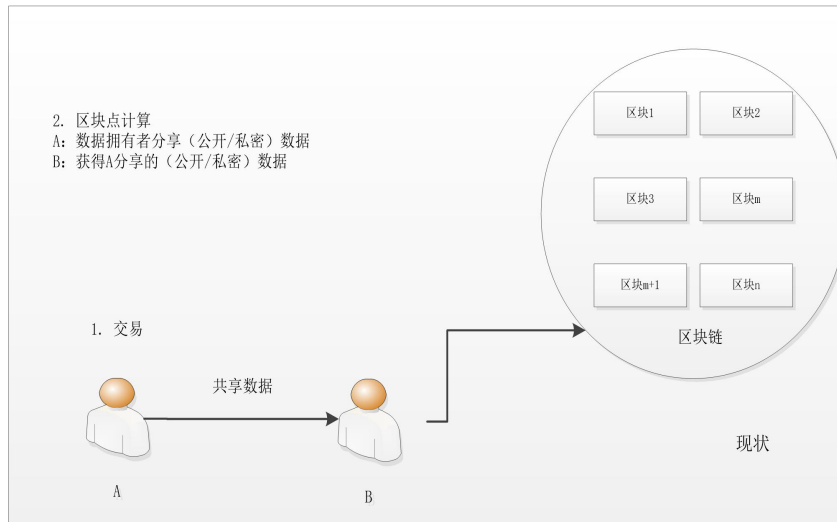 2. 区块点计算
A: 数据拥有者分享（公开/私密）数据
B: 获得A分享的（公开/私密）数据
区块1
区块2
区块3
区块m
区块m+1
区块n
区块链
1. 交易
共享数据
现状
A
B